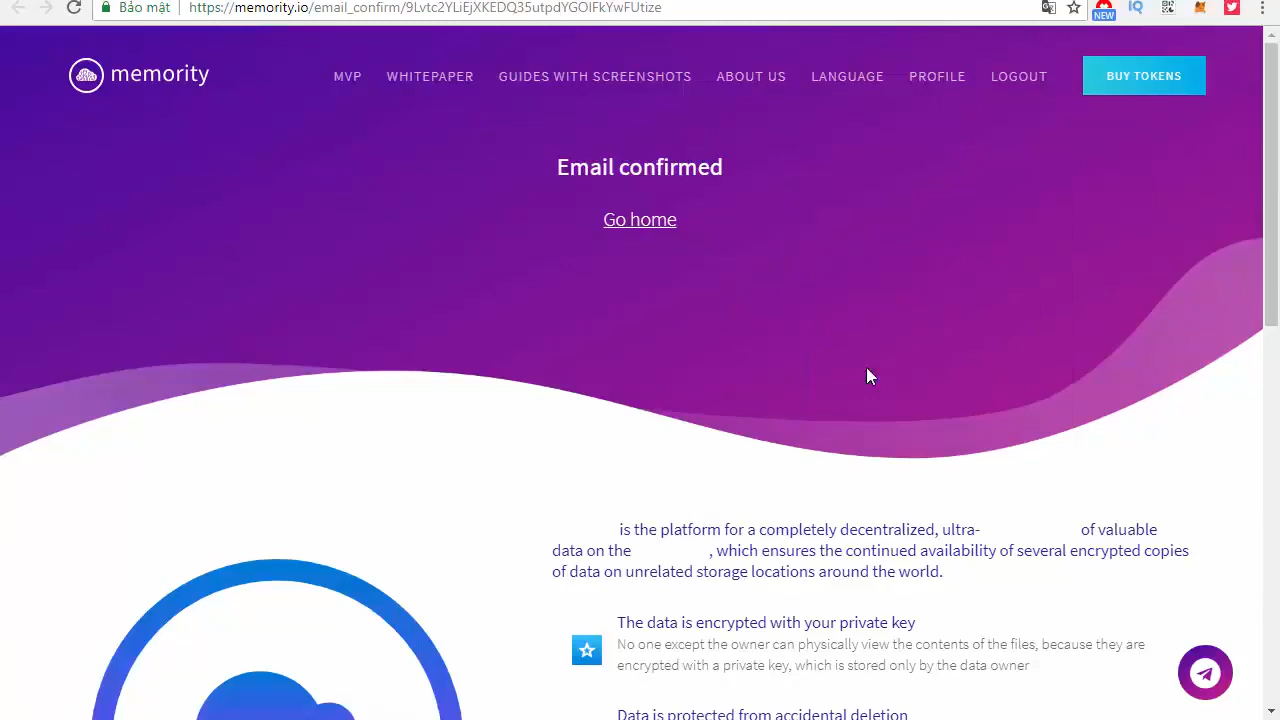 Bảo mật
https://memority.io/email_confirm/9Lvtc2YLiEjXKEDQ35utpdYGOIFkYwFUtize
NEW
memority
MVP WHITEPAPER GUIDES WITH SCREENSHOTS ABOUT US LANGUAGE PROFILE LOGOUT BUY TOKENS
Email confirmed
Go home
is the platform for a completely decentralized, ultra- of valuable
data on the , which ensures the continued availability of several encrypted copies
of data on unrelated storage locations around the world.
The data is encrypted with your private key
No one except the owner can physically view the contents of the files, because they are
encrypted with a private key, which is stored only by the data owner
Data is protected from accidental deletion